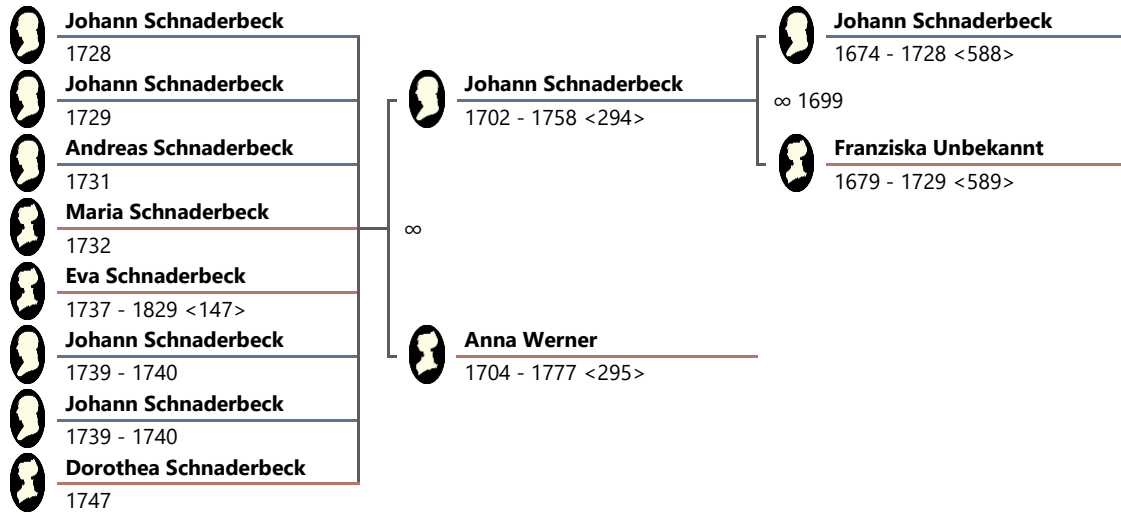 Johann Schnaderbeck
1728
Johann Schnaderbeck
1729
Andreas Schnaderbeck
1731
Maria Schnaderbeck
1732
Eva Schnaderbeck
1737 - 1829 <147>
Johann Schnaderbeck
1739 - 1740
Johann Schnaderbeck
1739 - 1740
Dorothea Schnaderbeck
1747
Johann Schnaderbeck
1702 - 1758 <294>
∞
Anna Werner
1704 - 1777 <295>
Johann Schnaderbeck
1674 - 1728 <588>
∞ 1699
Franziska Unbekannt
1679 - 1729 <589>